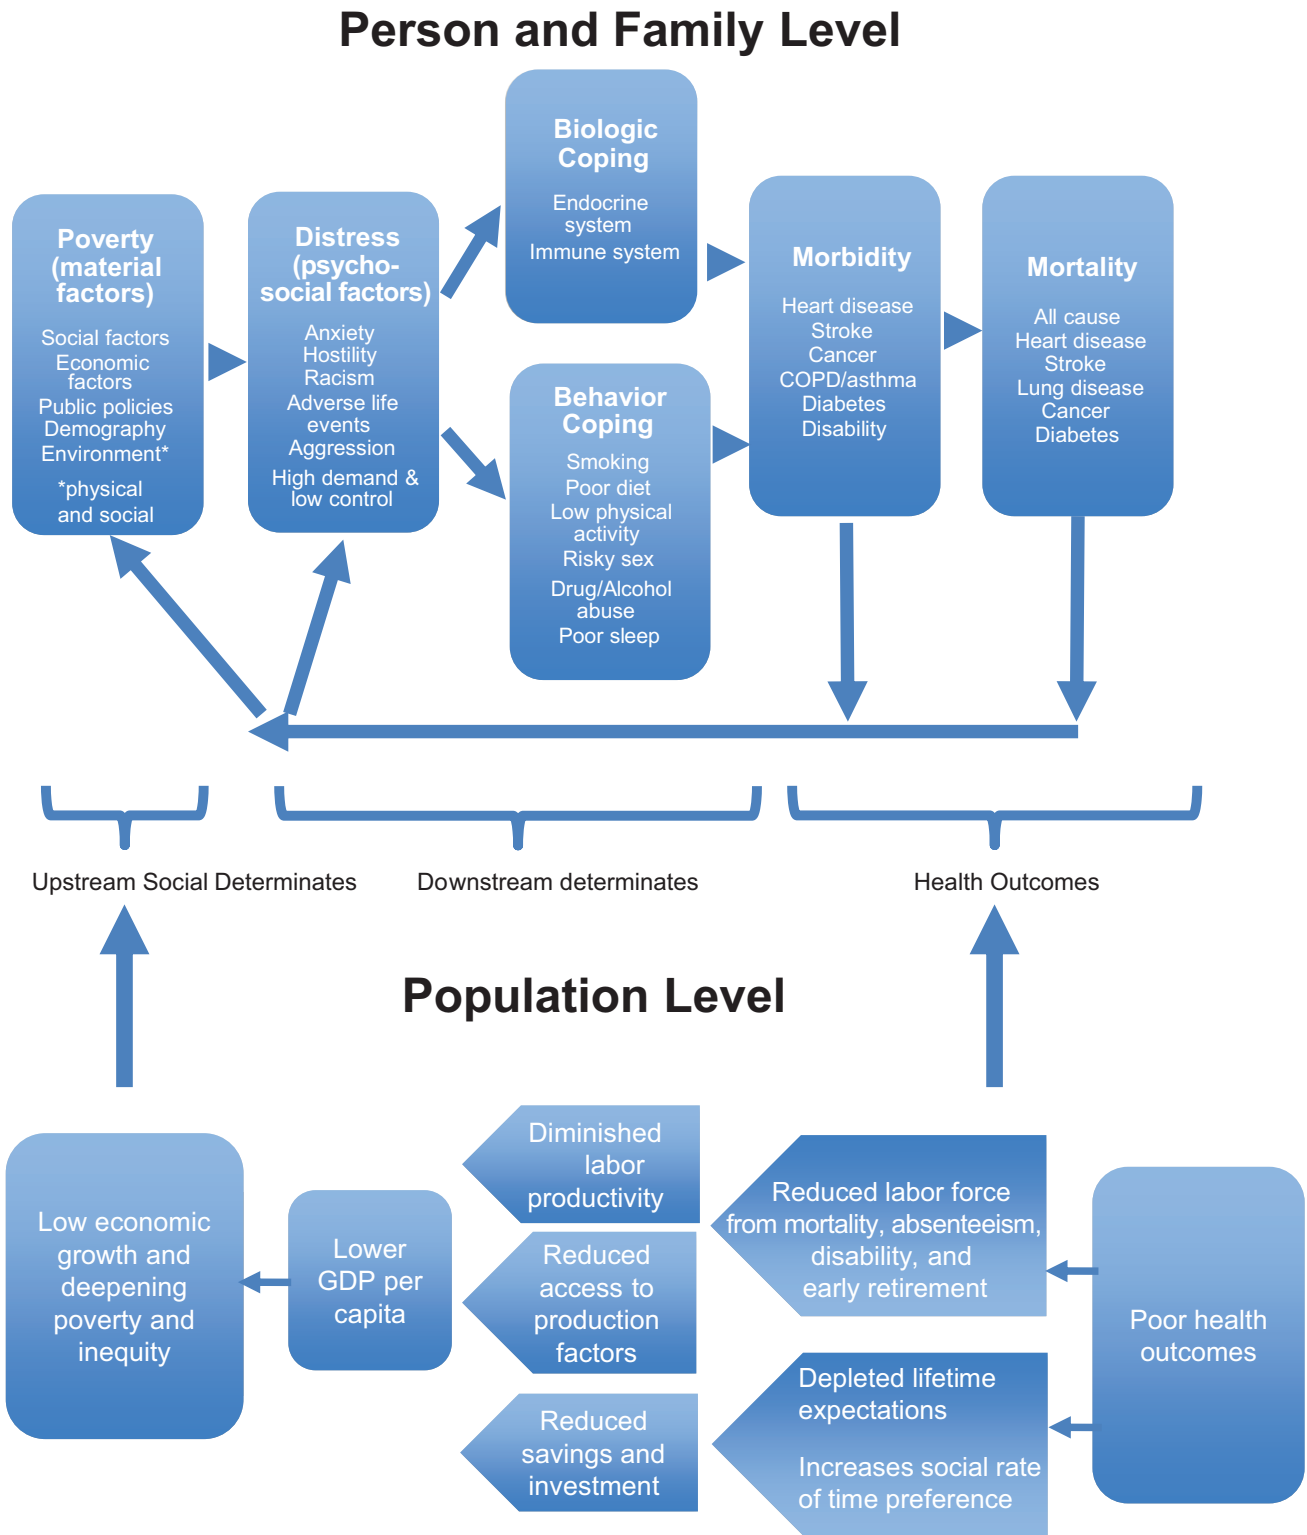 Person and Family Level
Poverty
(material
factors)
Social factors
Economic
factors
Public policies
Demography
Environment*
*physical
and social
Distress
(psycho-
social factors)
Anxiety
Hostility
Racism
Adverse life
events
Aggression
High demand &
low control
Biologic
Coping
Endocrine
system
Immune system
Behavior
Coping
Smoking
Poor diet
Low physical
activity
Risky sex
Drug/Alcohol
abuse
Poor sleep
Morbidity
Heart disease
Stroke
Cancer
COPD/asthma
Diabetes
Disability
Mortality
All cause
Heart disease
Stroke
Lung disease
Cancer
Diabetes
Upstream Social Determinates
Downstream determinates
Health Outcomes
Population Level
Low economic
growth and
deepening
poverty and
inequity
Lower
GDP per
capita
Diminished
labor
productivity
Reduced
access to
production
factors
Reduced
savings and
investment
Reduced labor force
from mortality, absenteeism,
disability, and
early retirement
Depleted lifetime
expectations
Increases social rate
of time preference
Poor health
outcomes